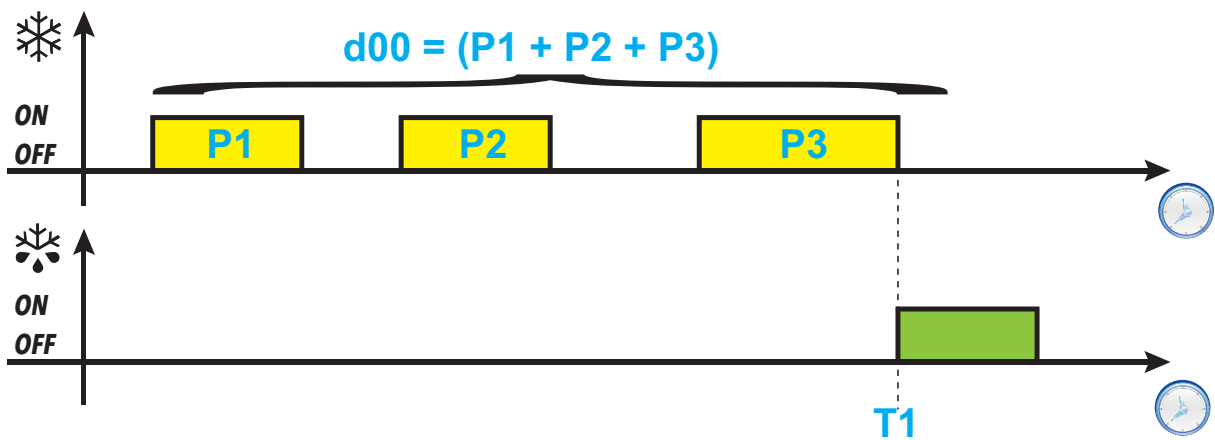 d00 = (P1 + P2 + P3)
ON
OFF
P1
P2
P3
ON
OFF
T1